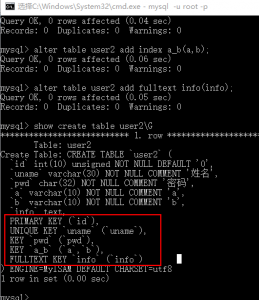 选择C:\Windows\System32\cmd.exe - mysql -u root -p
Query OK, 0 rows affected (0.04 sec)
Records: 0 Duplicates: 0 Warnings: 0
mysql> alter table user2 add index a_b(a,b);
Query OK, 0 rows affected (0.06 sec)
Records: 0 Duplicates: 0 Warnings: 0
mysql> alter table user2 add fulltext info(info);
Query OK, 0 rows affected (0.05 sec)
Records: 0 Duplicates: 0 Warnings: 0
mysql> show create table user2\G
*************************** 1. row ***************************
Table: user2
Create Table: CREATE TABLE `user2` (
`id` int(10) unsigned NOT NULL DEFAULT '0',
`uname` varchar(30) NOT NULL COMMENT '姓名',
`pwd` char(32) NOT NULL COMMENT '密码',
`a` varchar(10) NOT NULL COMMENT 'a',
`b` varchar(10) NOT NULL COMMENT 'b',
`info` text,
PRIMARY KEY (`id`),
UNIQUE KEY `uname` (`uname`),
KEY `pwd` (`pwd`),
KEY `a_b` (`a`,`b`),
FULLTEXT KEY `info` (`info`)
) ENGINE=MyISAM DEFAULT CHARSET=utf8
1 row in set (0.00 sec)
mysql>